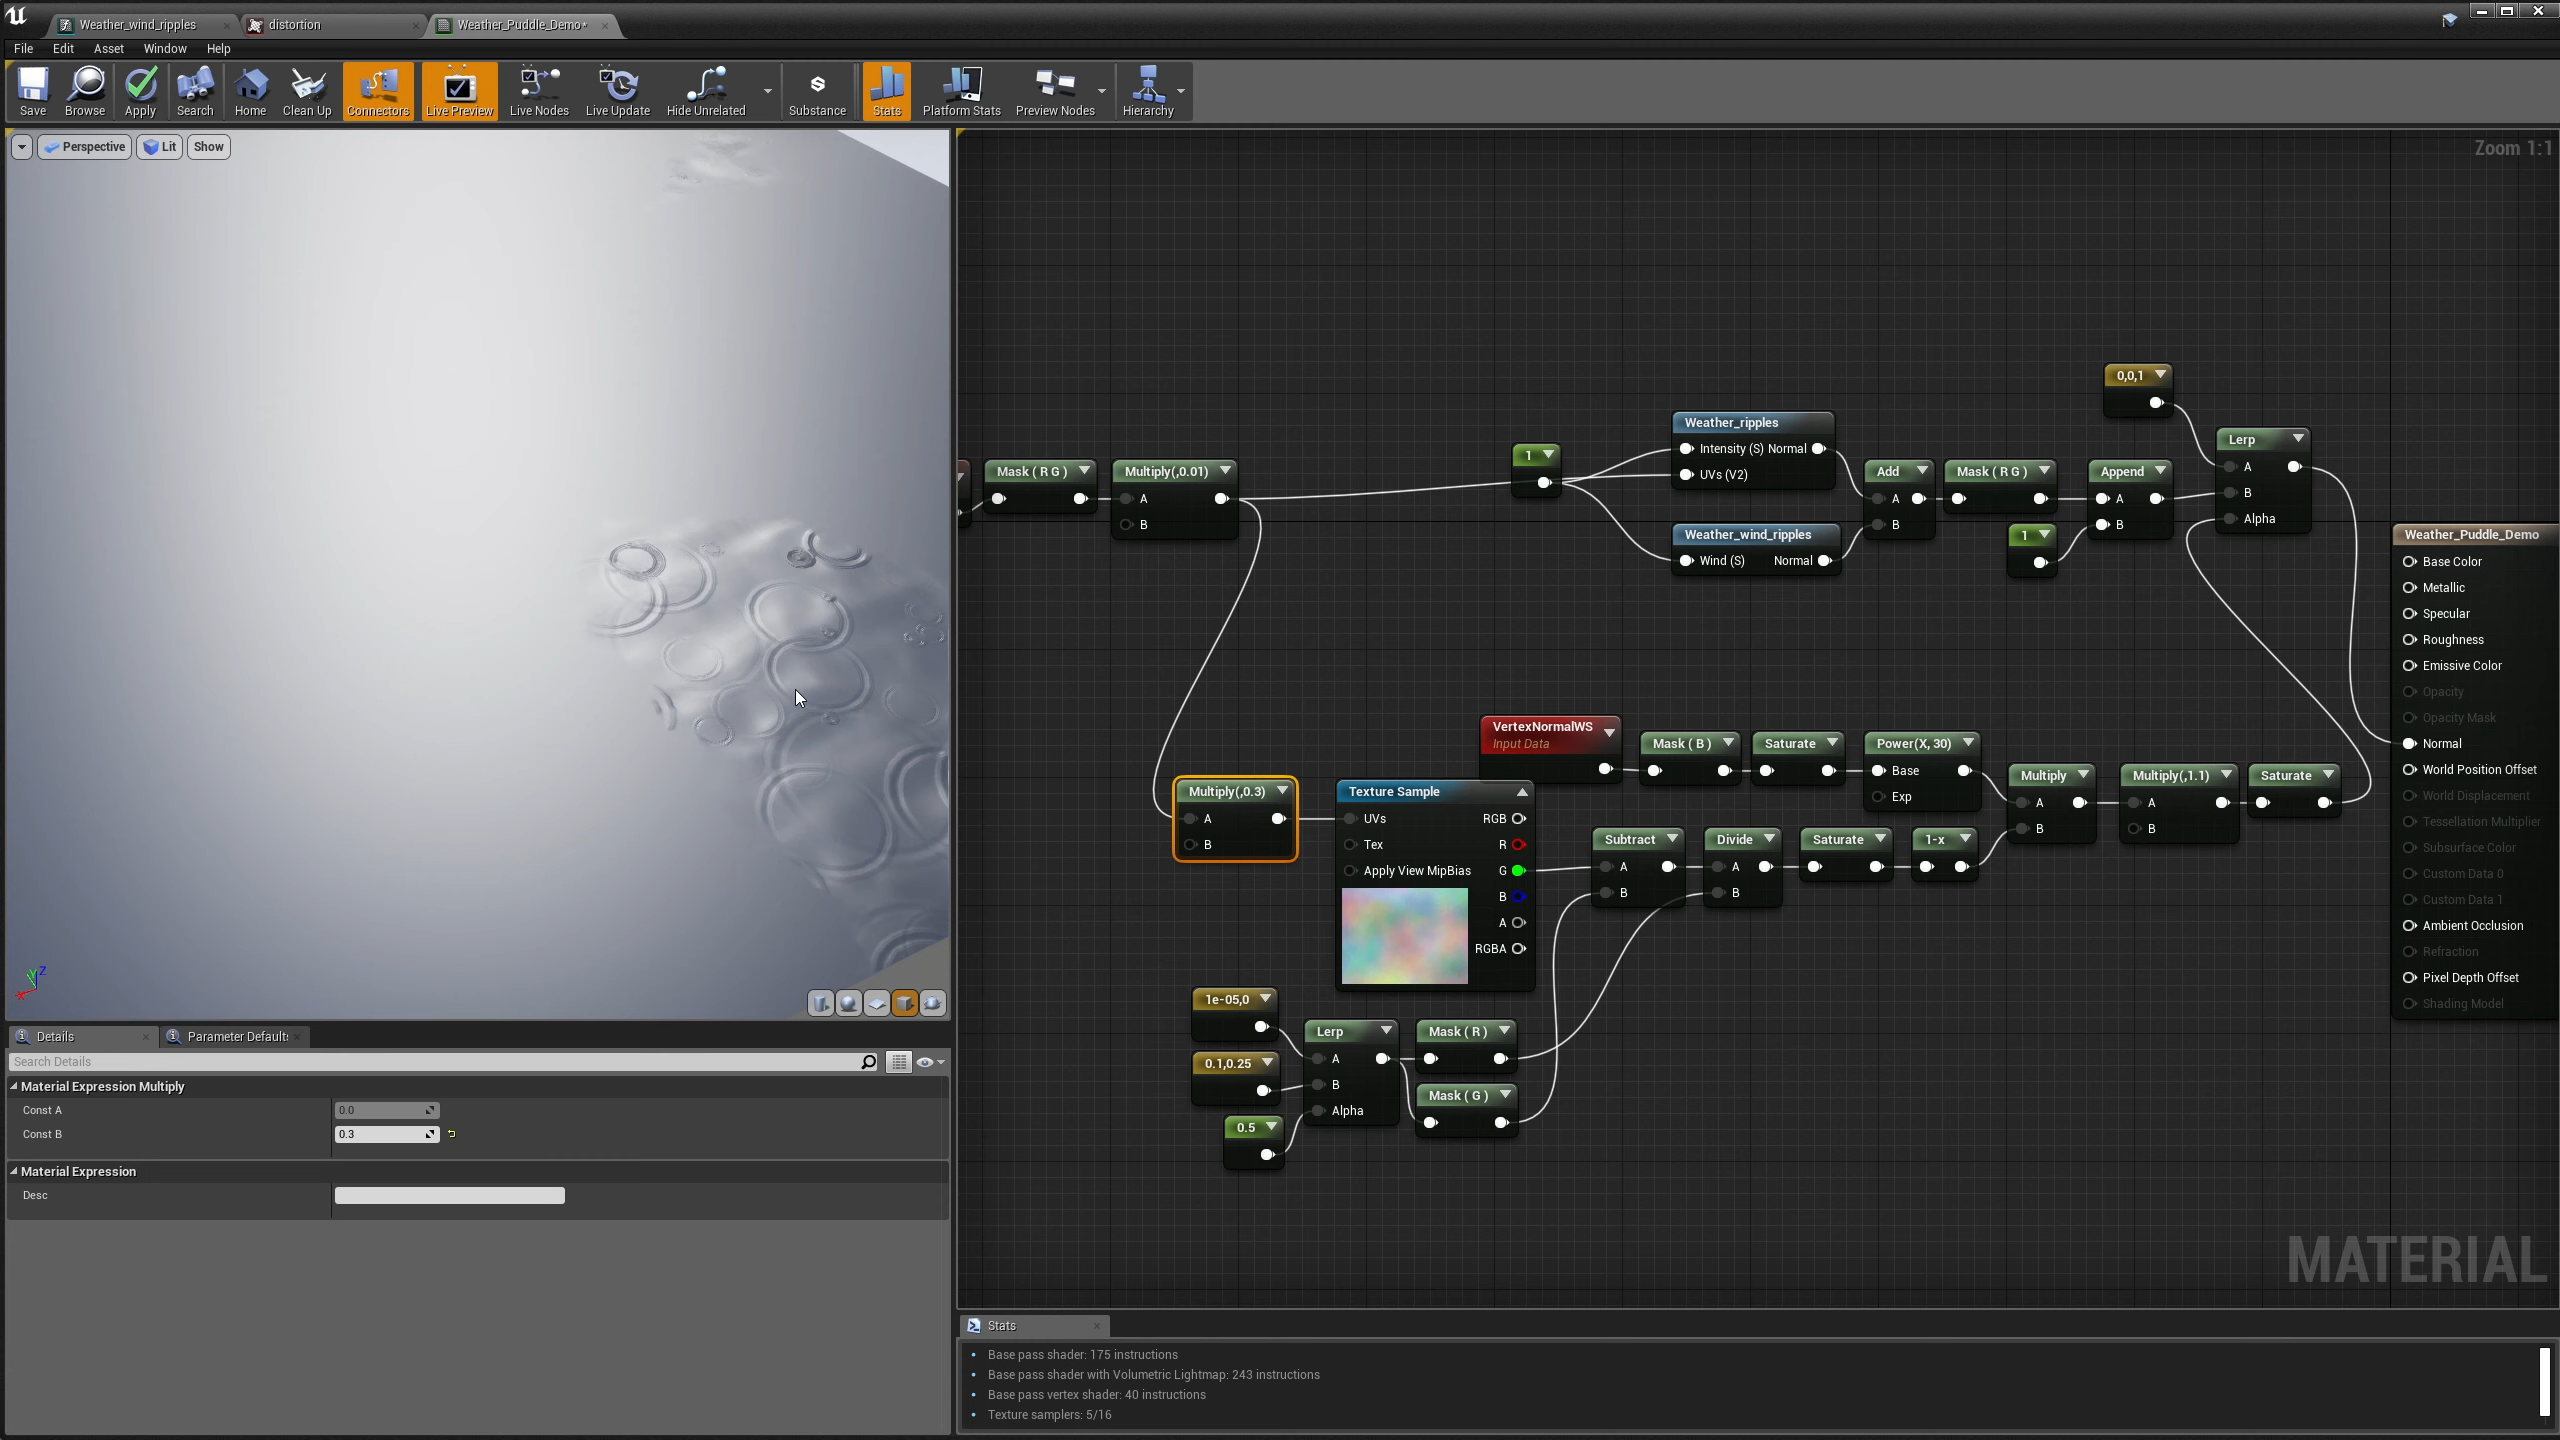 Weather_wind_ripples
distortion
Weather_Puddle_Demo*
File Edit Asset Window Help
Save
Browse
Apply
Search
Home
Clean Up
Connectors
Live Preview
Live Nodes
Live Update
Hide Unrelated
Substance
Stats
Platform Stats
Preview Nodes
Hierarchy
Perspective
Lit
Show
Zoom 1:1
0,0,1
Weather_ripples
Intensity (S) Normal
UVs (V2)
Lerp
A
B
Alpha
1
Mask ( R G )
Multiply(,0.01)
A
B
Add
A
B
Mask ( R G )
Append
A
B
1
Weather_wind_ripples
Wind (S) Normal
Weather_Puddle_Demo
Base Color
Metallic
Specular
Roughness
Emissive Color
Opacity
Opacity Mask
Normal
World Position Offset
World Displacement
Tessellation Multiplier
Subsurface Color
Custom Data 0
Custom Data 1
Ambient Occlusion
Refraction
Pixel Depth Offset
Shading Model
VertexNormalWS
Input Data
Mask ( B )
Saturate
Power(X, 30)
Base
Exp
Multiply
A
B
Multiply(,1.1)
A
B
Saturate
Multiply(,0.3)
A
B
Texture Sample
UVs RGB
Tex R
Apply View MipBias G
B
A
RGBA
Subtract
A
B
Divide
A
B
Saturate
1-x
1e-05,0
0.1,0.25
0.5
Lerp
A
B
Alpha
Mask ( R )
Mask ( G )
MATERIAL
X
Y
Z
Details
Parameter Default
Search Details
Material Expression Multiply
Const A 0.0
Const B 0.3
Material Expression
Desc
Stats
Base pass shader: 175 instructions
Base pass shader with Volumetric Lightmap: 243 instructions
Base pass vertex shader: 40 instructions
Texture samplers: 5/16